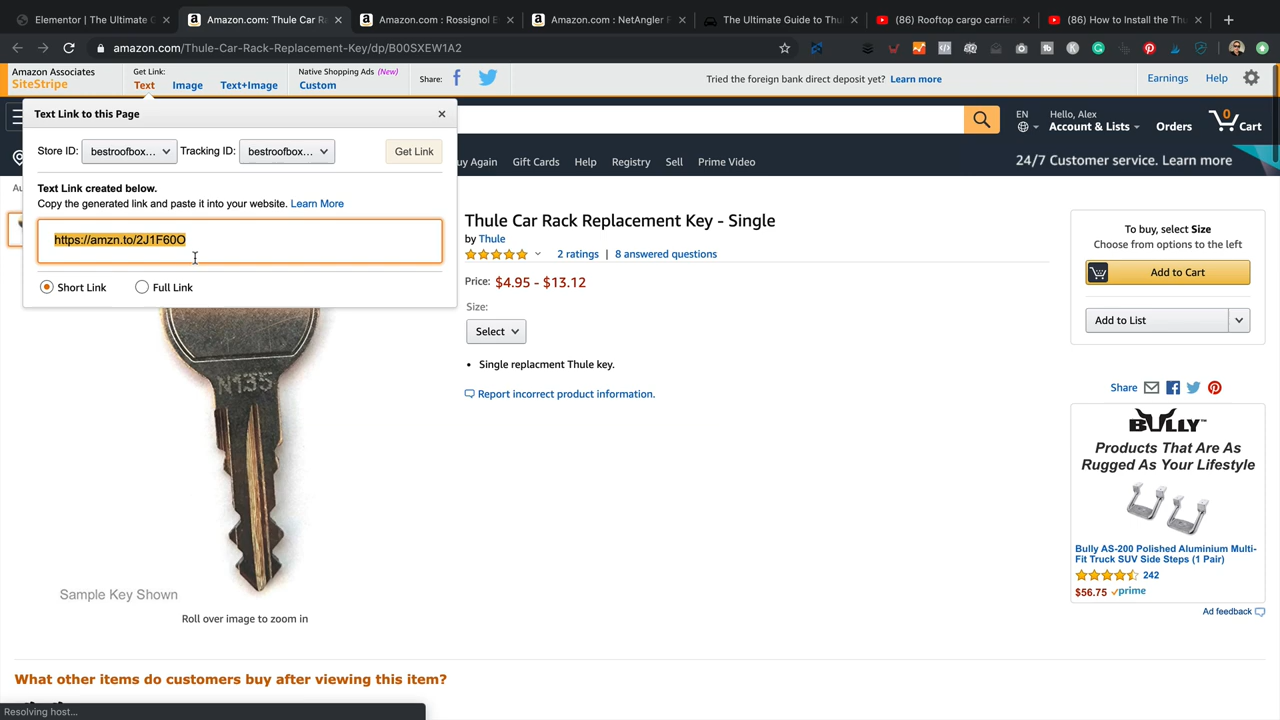 Elementor | The Ultimate G
Amazon.com: Thule Car R
Amazon.com : Rossignol E
Amazon.com : NetAngler F
The Ultimate Guide to Thu
(86) Rooftop cargo carrier
(86) How to Install the Thu
amazon.com/Thule-Car-Rack-Replacement-Key/dp/B00SXEW1A2
Amazon Associates
SiteStripe
Get Link:
Text Image Text+Image
Native Shopping Ads (New)
Custom
Share:
Tried the foreign bank direct deposit yet? Learn more
Earnings Help
Text Link to this Page
Store ID: bestroofbox... Tracking ID: bestroofbox... Get Link
Text Link created below.
Copy the generated link and paste it into your website. Learn More
https://amzn.to/2J1F60O
Short Link Full Link
EN
Hello, Alex
Account & Lists
Orders
0
Cart
Buy Again Gift Cards Help Registry Sell Prime Video
24/7 Customer service. Learn more
Au
Thule Car Rack Replacement Key - Single
by Thule
2 ratings | 8 answered questions
Price: $4.95 - $13.12
Size:
Select
• Single replacment Thule key.
Report incorrect product information.
N135
Sample Key Shown
Roll over image to zoom in
To buy, select Size
Choose from options to the left
Add to Cart
Add to List
Share
BULLY
Products That Are As
Rugged As Your Lifestyle
Bully AS-200 Polished Aluminium Multi-
Fit Truck SUV Side Steps (1 Pair)
242
$56.75 prime
Ad feedback
What other items do customers buy after viewing this item?
Resolving host...